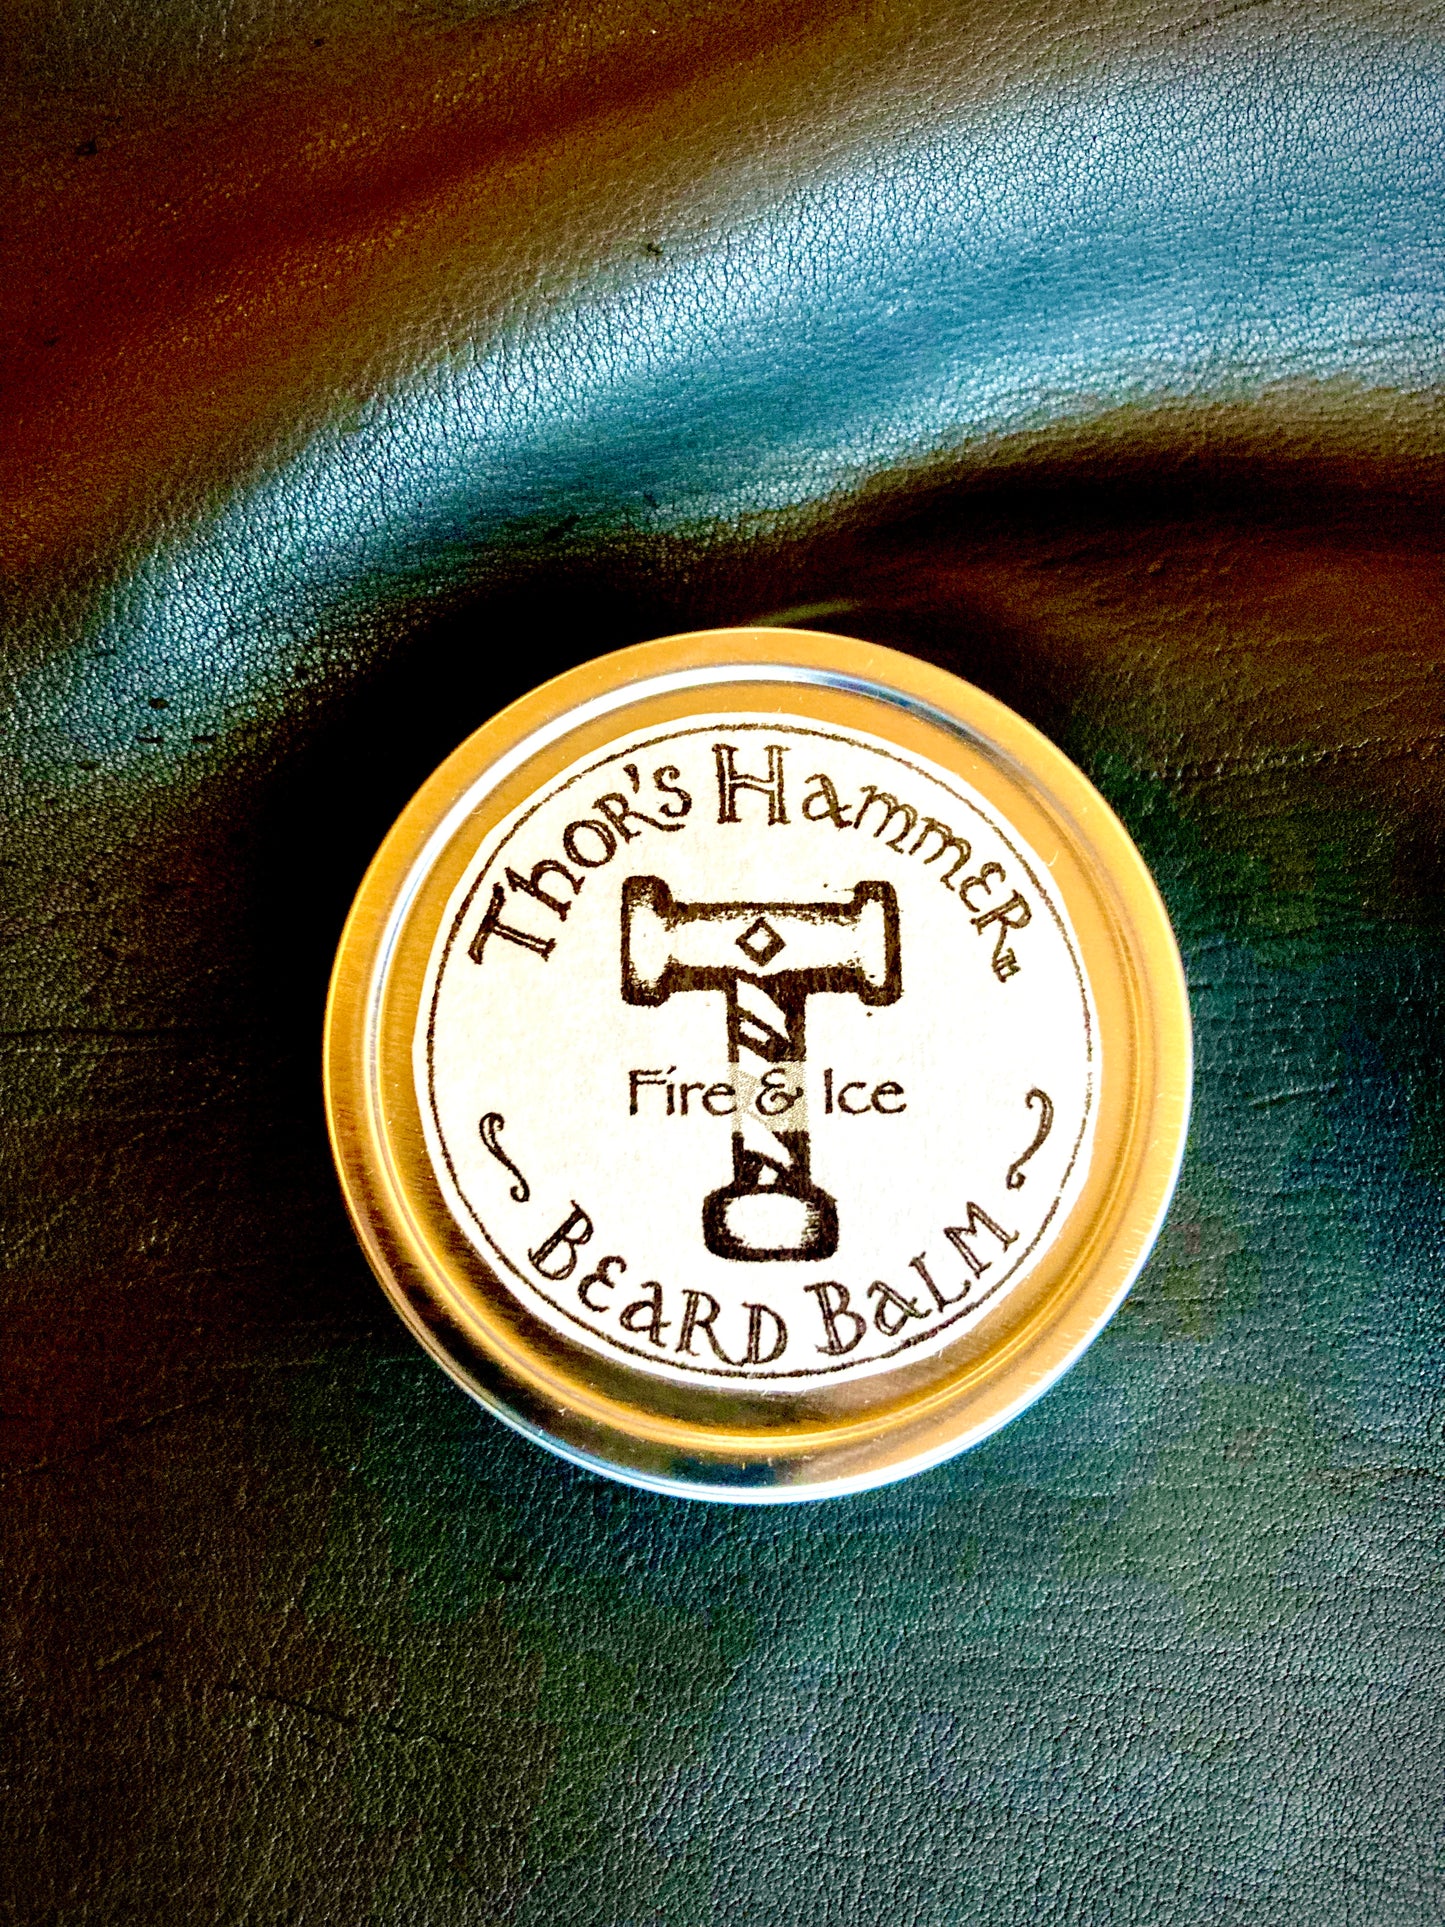 Thor's Hammer
Fire & Ice
Beard Balm